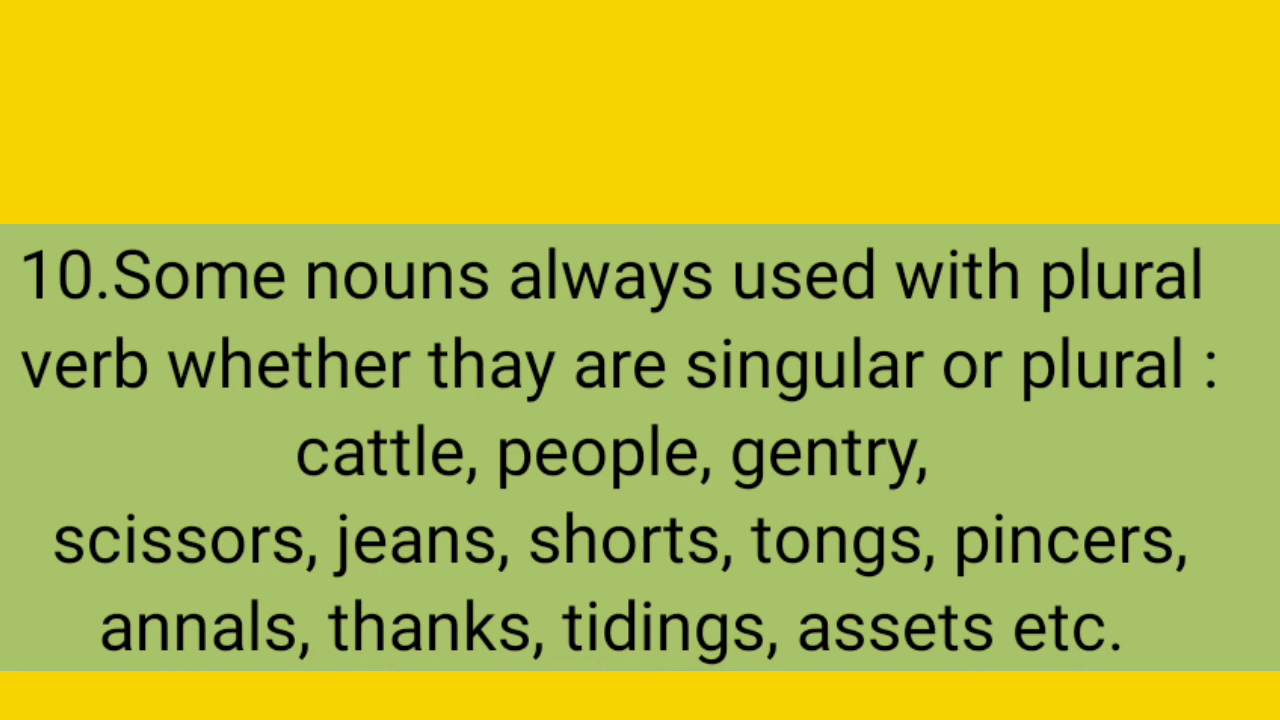 10.Some nouns always used with plural
verb whether thay are singular or plural :
cattle, people, gentry,
scissors, jeans, shorts, tongs, pincers,
annals, thanks, tidings, assets etc.